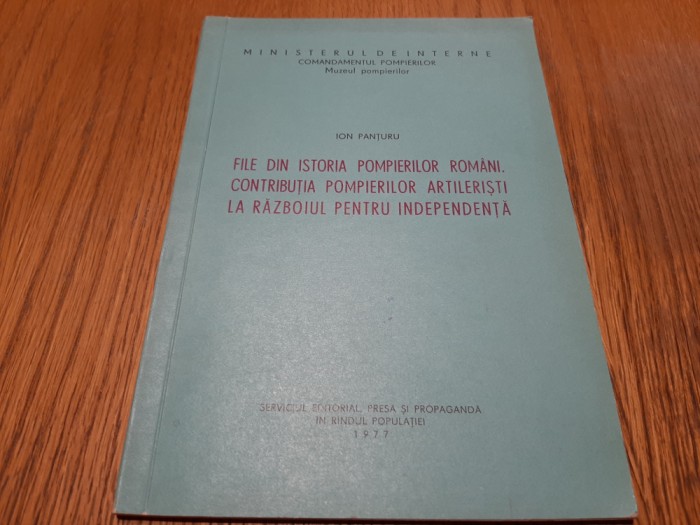 MINISTERUL DE INTERNE
COMANDAMENTUL POMPIERILOR
Muzeul pompierilor
ION PANȚURU
FILE DIN ISTORIA POMPIERILOR ROMÂNI.
CONTRIBUȚIA POMPIERILOR ARTILERIȘTI
LA RĂZBOIUL PENTRU INDEPENDENȚĂ
SERVICIUL EDITORIAL, PRESĂ ȘI PROPAGANDĂ
ÎN RÎNDUL POPULAȚIEI
1977